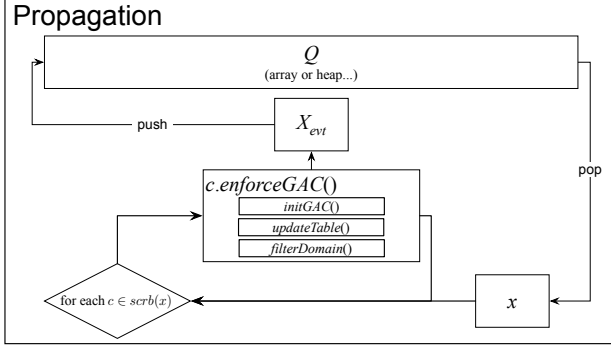 Propagation
Q
(array or heap...)
push
X_evt
pop
c.enforceGAC()
initGAC()
updateTable()
filterDomain()
for each c ∈ scrb(x)
x